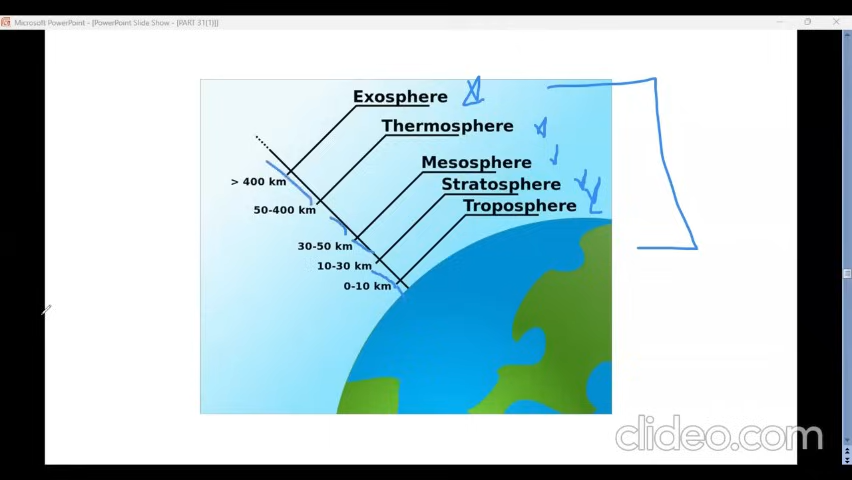 Microsoft PowerPoint - [PowerPoint Slide Show - [PART 31(1)]]
Exosphere
Thermosphere
Mesosphere
> 400 km
Stratosphere
50-400 km
Troposphere
30-50 km
10-30 km
0-10 km
clideo.com